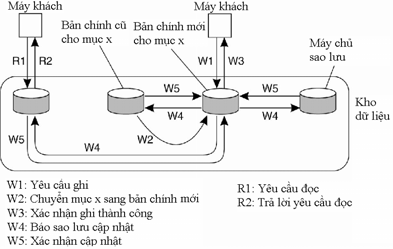 Máy khách
Máy khách
Bản chính cũ
cho mục x
Bản chính mới
cho mục x
Máy chủ
sao lưu
R1
R2
W1
W3
W5
W5
W4
W4
W2
W5
W4
Kho
dữ liệu
W1: Yêu cầu ghi
W2: Chuyển mục x sang bản chính mới
W3: Xác nhận ghi thành công
W4: Báo sao lưu cập nhật
W5: Xác nhận cập nhật
R1: Yêu cầu đọc
R2: Trả lời yêu cầu đọc